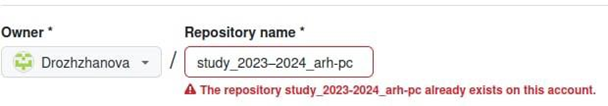 Owner * Repository name *
Drozhzhanova / study_2023–2024_arh-pc
The repository study_2023-2024_arh-pc already exists on this account.